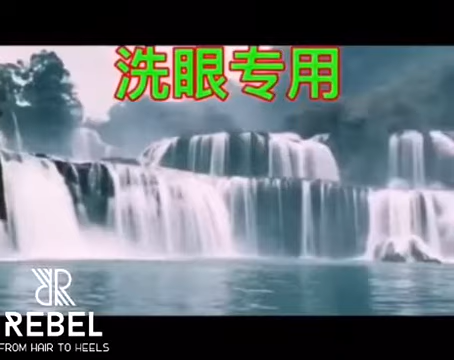 洗眼专用
REBEL
FROM HAIR TO HEELS